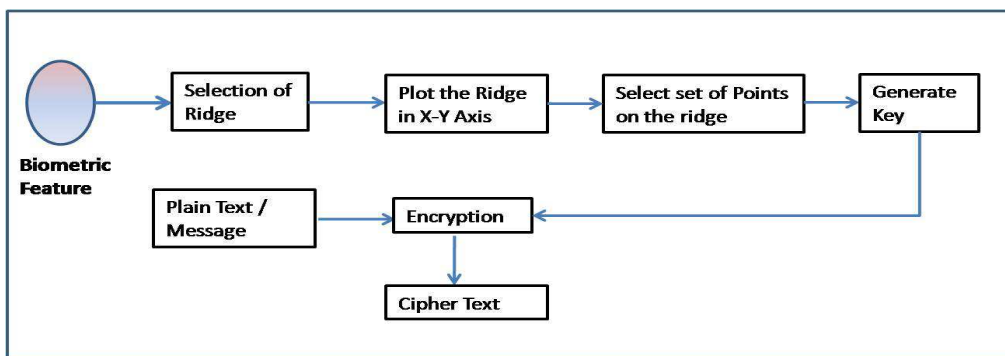 Biometric
Feature
Selection of
Ridge
Plot the Ridge
in X-Y Axis
Select set of Points
on the ridge
Generate
Key
Plain Text /
Message
Encryption
Cipher Text